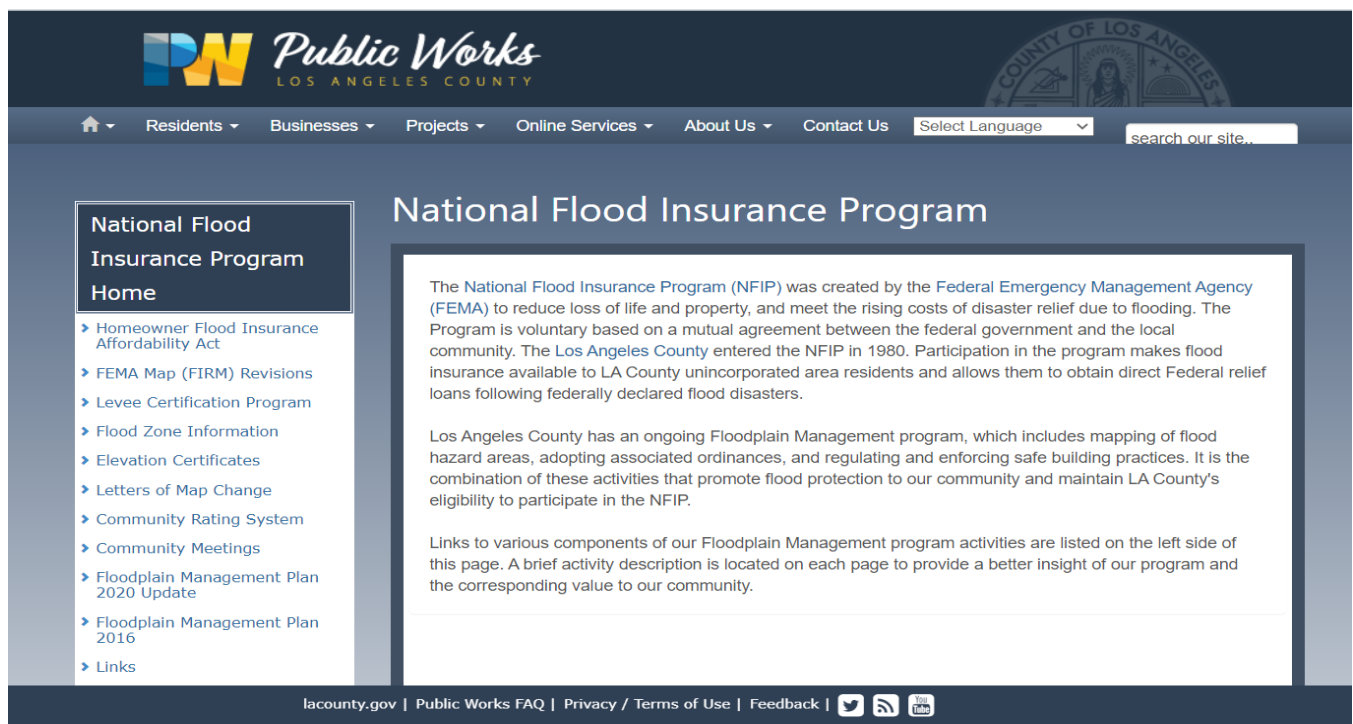 PW Public Works
LOS ANGELES COUNTY
COUNTY OF LOS ANGELES
Residents
Businesses
Projects
Online Services
About Us
Contact Us
Select Language
search our site..
National Flood
Insurance Program
Home
Homeowner Flood Insurance
Affordability Act
FEMA Map (FIRM) Revisions
Levee Certification Program
Flood Zone Information
Elevation Certificates
Letters of Map Change
Community Rating System
Community Meetings
Floodplain Management Plan
2020 Update
Floodplain Management Plan
2016
Links
National Flood Insurance Program
The National Flood Insurance Program (NFIP) was created by the Federal Emergency Management Agency
(FEMA) to reduce loss of life and property, and meet the rising costs of disaster relief due to flooding. The
Program is voluntary based on a mutual agreement between the federal government and the local
community. The Los Angeles County entered the NFIP in 1980. Participation in the program makes flood
insurance available to LA County unincorporated area residents and allows them to obtain direct Federal relief
loans following federally declared flood disasters.
Los Angeles County has an ongoing Floodplain Management program, which includes mapping of flood
hazard areas, adopting associated ordinances, and regulating and enforcing safe building practices. It is the
combination of these activities that promote flood protection to our community and maintain LA County's
eligibility to participate in the NFIP.
Links to various components of our Floodplain Management program activities are listed on the left side of
this page. A brief activity description is located on each page to provide a better insight of our program and
the corresponding value to our community.
lacounty.gov | Public Works FAQ | Privacy / Terms of Use | Feedback | You Tube